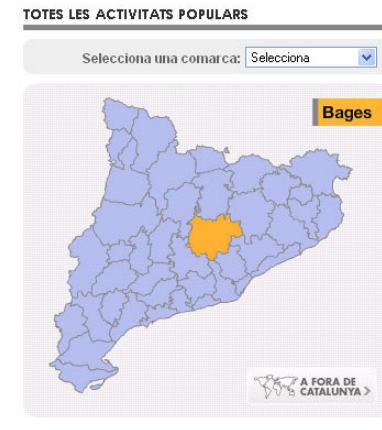 TOTES LES ACTIVITATS POPULARS
Selecciona una comarca: Selecciona
Bages
A FORA DE
CATALUNYA >